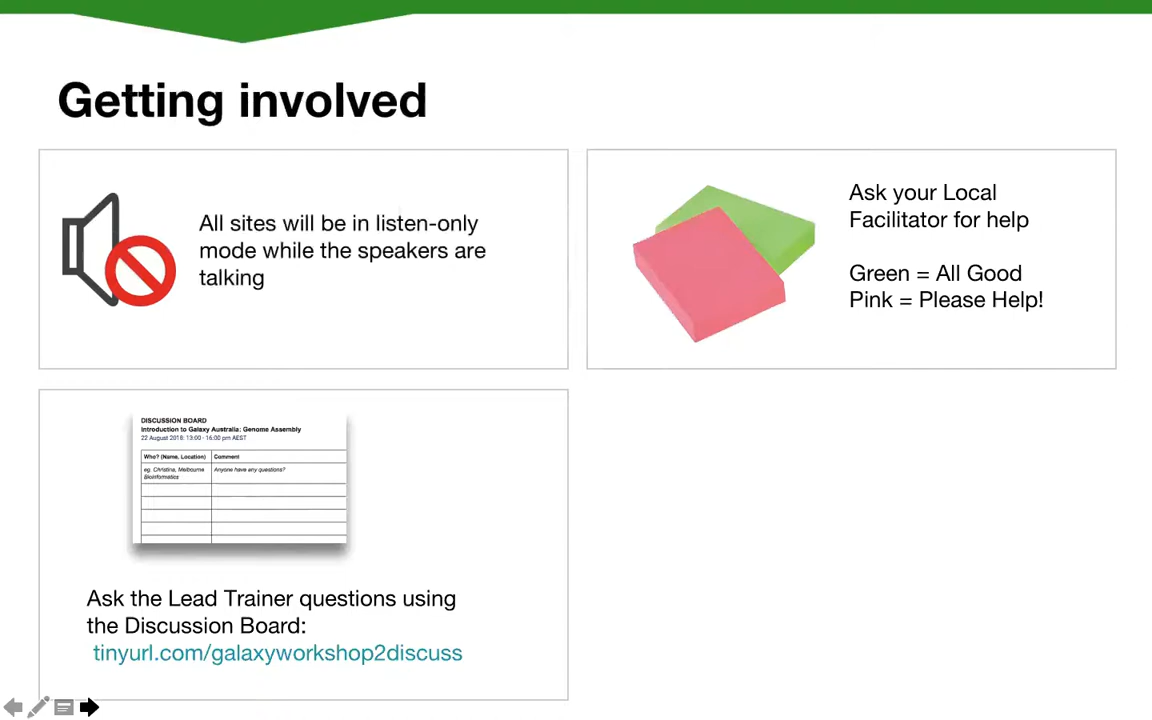 Getting involved
All sites will be in listen-only
mode while the speakers are
talking
Ask your Local
Facilitator for help
Green = All Good
Pink = Please Help!
DISCUSSION BOARD
Introduction to Galaxy Australia: Genome Assembly
22 August 2018: 13:00 - 16:00 pm AEST
Who? (Name, Location) Comment
eg. Christina, Melbourne Anyone have any questions?
Bioinformatics
Ask the Lead Trainer questions using
the Discussion Board:
tinyurl.com/galaxyworkshop2discuss